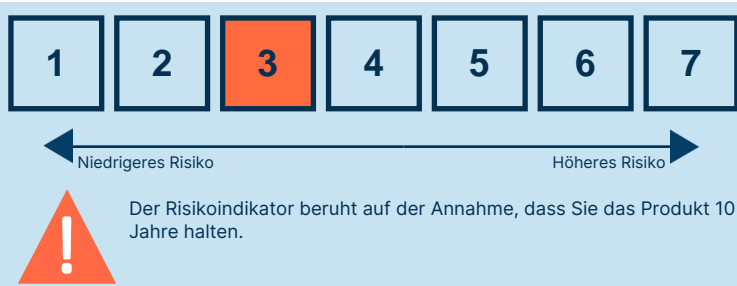 1 2 3 4 5 6 7
Niedrigeres Risiko Höheres Risiko
Der Risikoindikator beruht auf der Annahme, dass Sie das Produkt 10
Jahre halten.
!